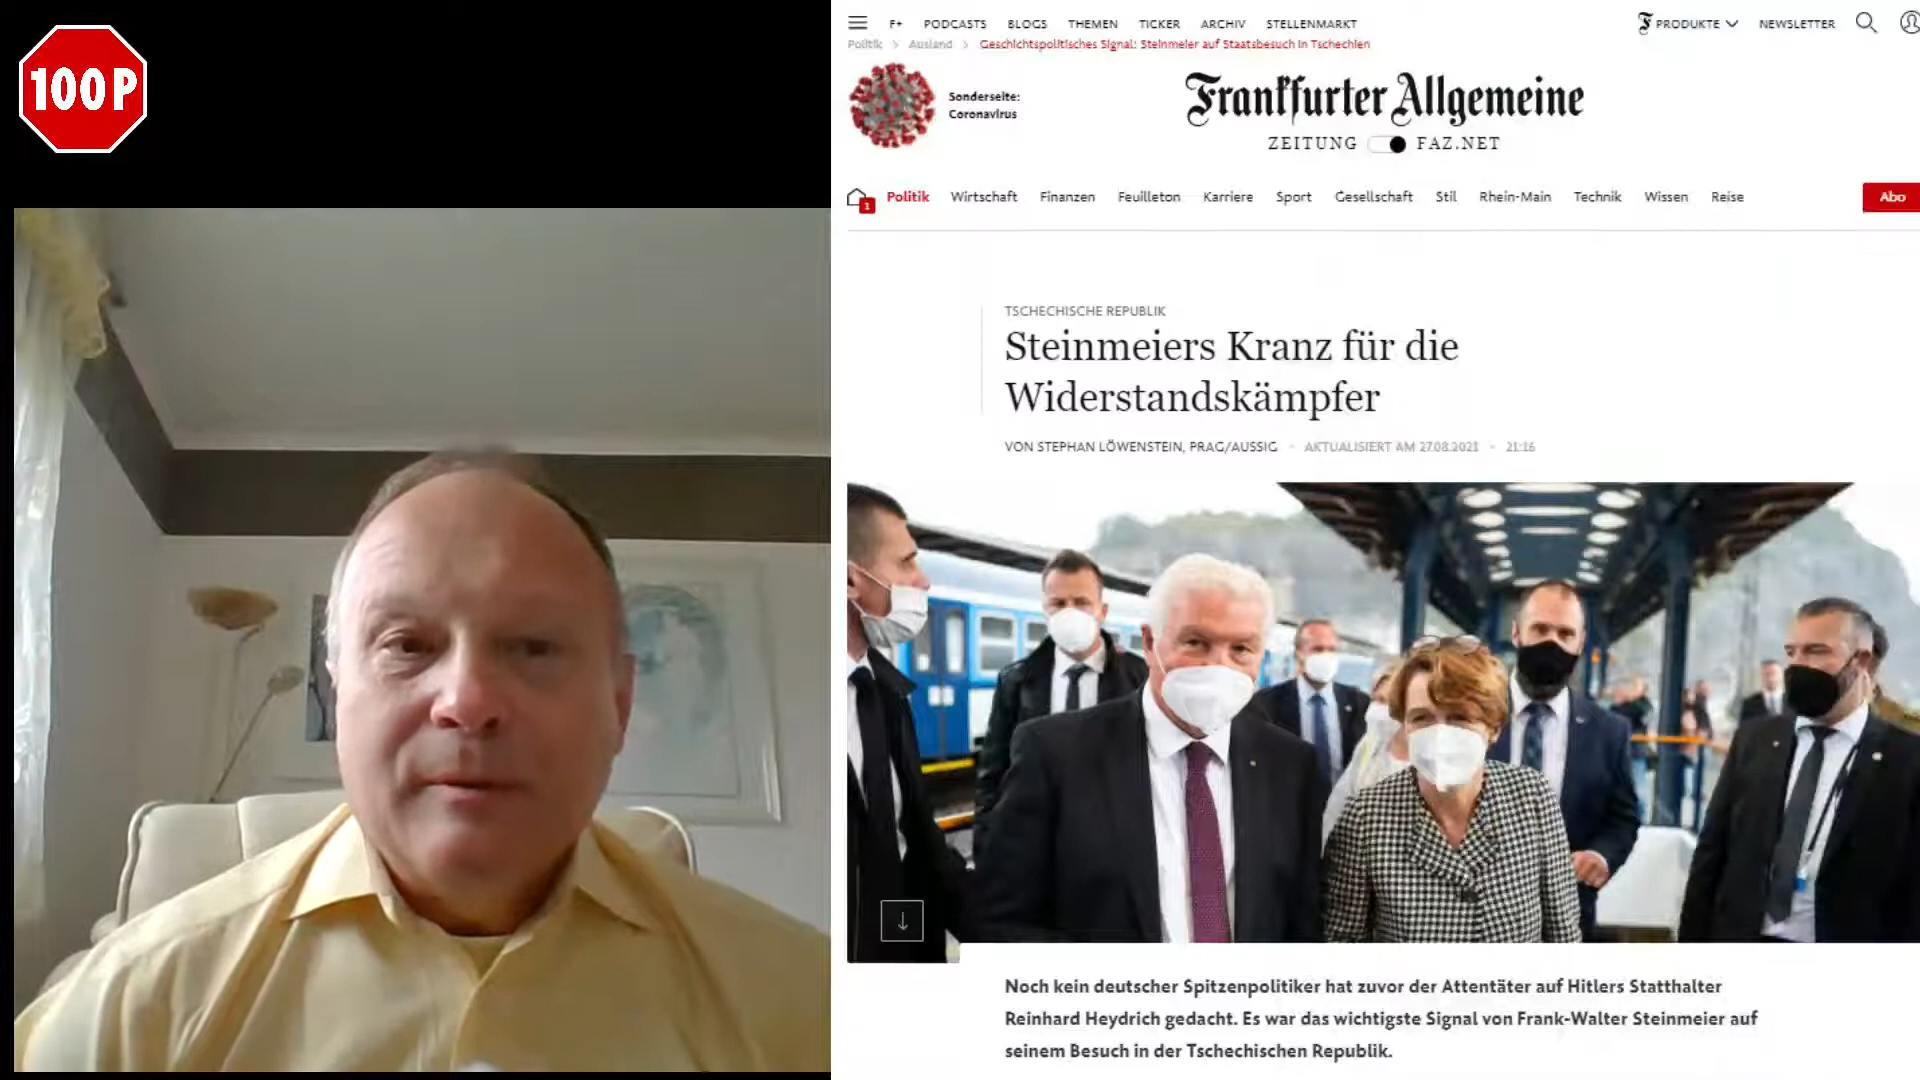 100P
F+ PODCASTS BLOGS THEMEN TICKER ARCHIV STELLENMARKT PRODUKTE NEWSLETTER
Politik > Ausland > Geschichtspolitisches Signal: Steinmeier auf Staatsbesuch in Tschechien
Sonderseite:
Coronavirus
Frankfurter Allgemeine
ZEITUNG FAZ.NET
1 Politik Wirtschaft Finanzen Feuilleton Karriere Sport Gesellschaft Stil Rhein-Main Technik Wissen Reise Abo
TSCHECHISCHE REPUBLIK
Steinmeiers Kranz für die
Widerstandskämpfer
VON STEPHAN LÖWENSTEIN, PRAG/AUSSIG - AKTUALISIERT AM 27.08.2021 - 21:16
Noch kein deutscher Spitzenpolitiker hat zuvor der Attentäter auf Hitlers Statthalter
Reinhard Heydrich gedacht. Es war das wichtigste Signal von Frank-Walter Steinmeier auf
seinem Besuch in der Tschechischen Republik.